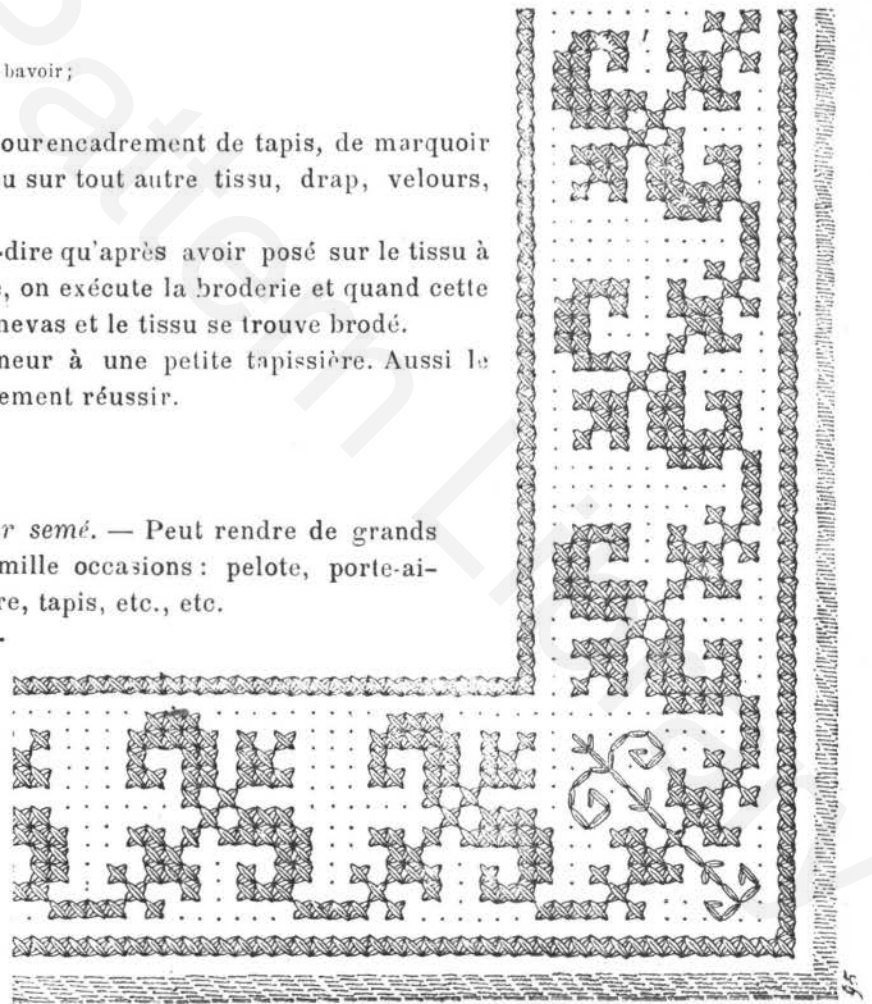 bavoir ;
our encadrement de tapis, de marquoir
u sur tout autre tissu, drap, velours,
-dire qu'après avoir posé sur le tissu à
e, on exécute la broderie et quand cette
nevas et le tissu se trouve brodé.
neur à une petite tapissière. Aussi le
ement réussir.
r semé. — Peut rendre de grands
mille occasions : pelote, porte-ai-
re, tapis, etc., etc.
95
Pattern Library